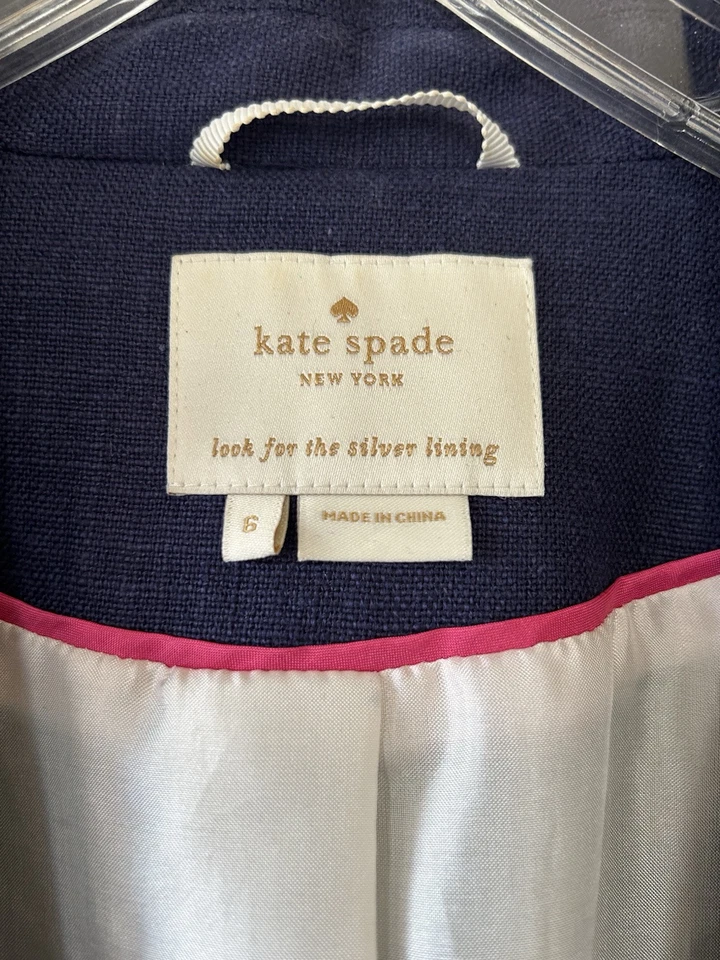 kate spade
NEW YORK
look for the silver lining
6
MADE IN CHINA